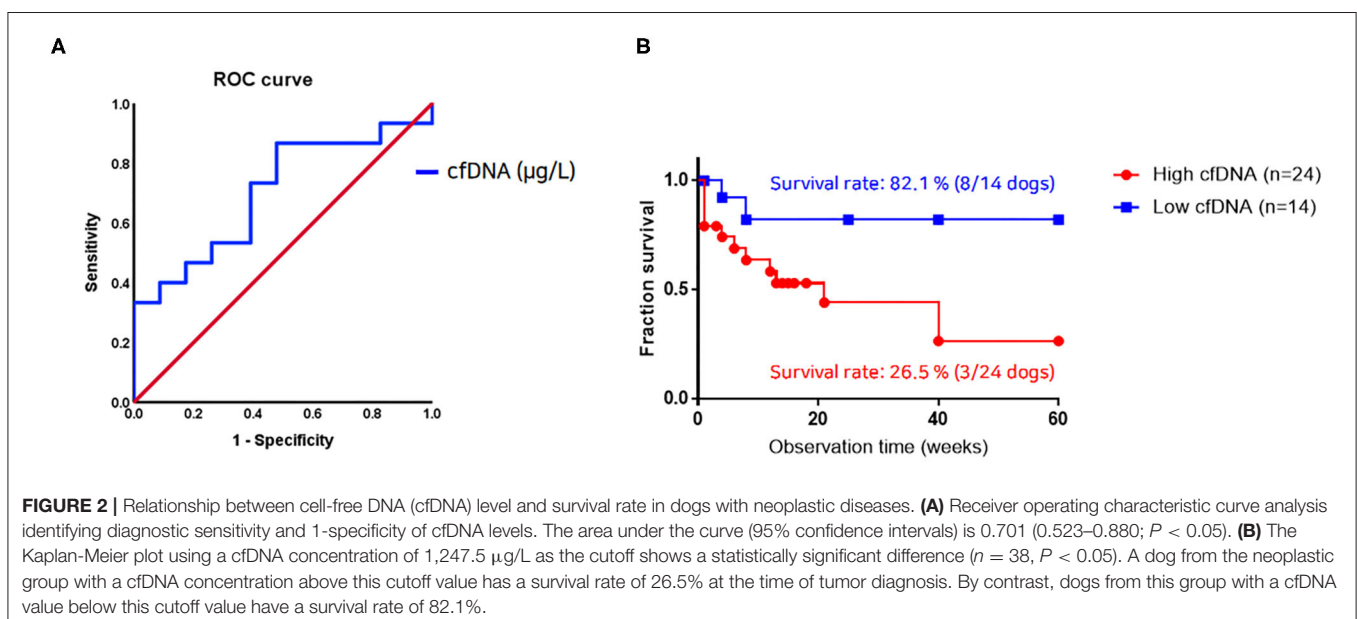 A
ROC curve
1.0
0.8
0.6
0.4
0.2
0.0
Sensitivity
0.0 0.2 0.4 0.6 0.8 1.0
1 - Specificity
cfDNA (µg/L)
B
1.0
0.5
0.0
Fraction survival
Survival rate: 82.1 % (8/14 dogs)
Survival rate: 26.5 % (3/24 dogs)
0 20 40 60
Observation time (weeks)
High cfDNA (n=24)
Low cfDNA (n=14)
FIGURE 2 | Relationship between cell-free DNA (cfDNA) level and survival rate in dogs with neoplastic diseases. (A) Receiver operating characteristic curve analysis
identifying diagnostic sensitivity and 1-specificity of cfDNA levels. The area under the curve (95% confidence intervals) is 0.701 (0.523–0.880; P < 0.05). (B) The
Kaplan-Meier plot using a cfDNA concentration of 1,247.5 µg/L as the cutoff shows a statistically significant difference (n = 38, P < 0.05). A dog from the neoplastic
group with a cfDNA concentration above this cutoff value has a survival rate of 26.5% at the time of tumor diagnosis. By contrast, dogs from this group with a cfDNA
value below this cutoff value have a survival rate of 82.1%.